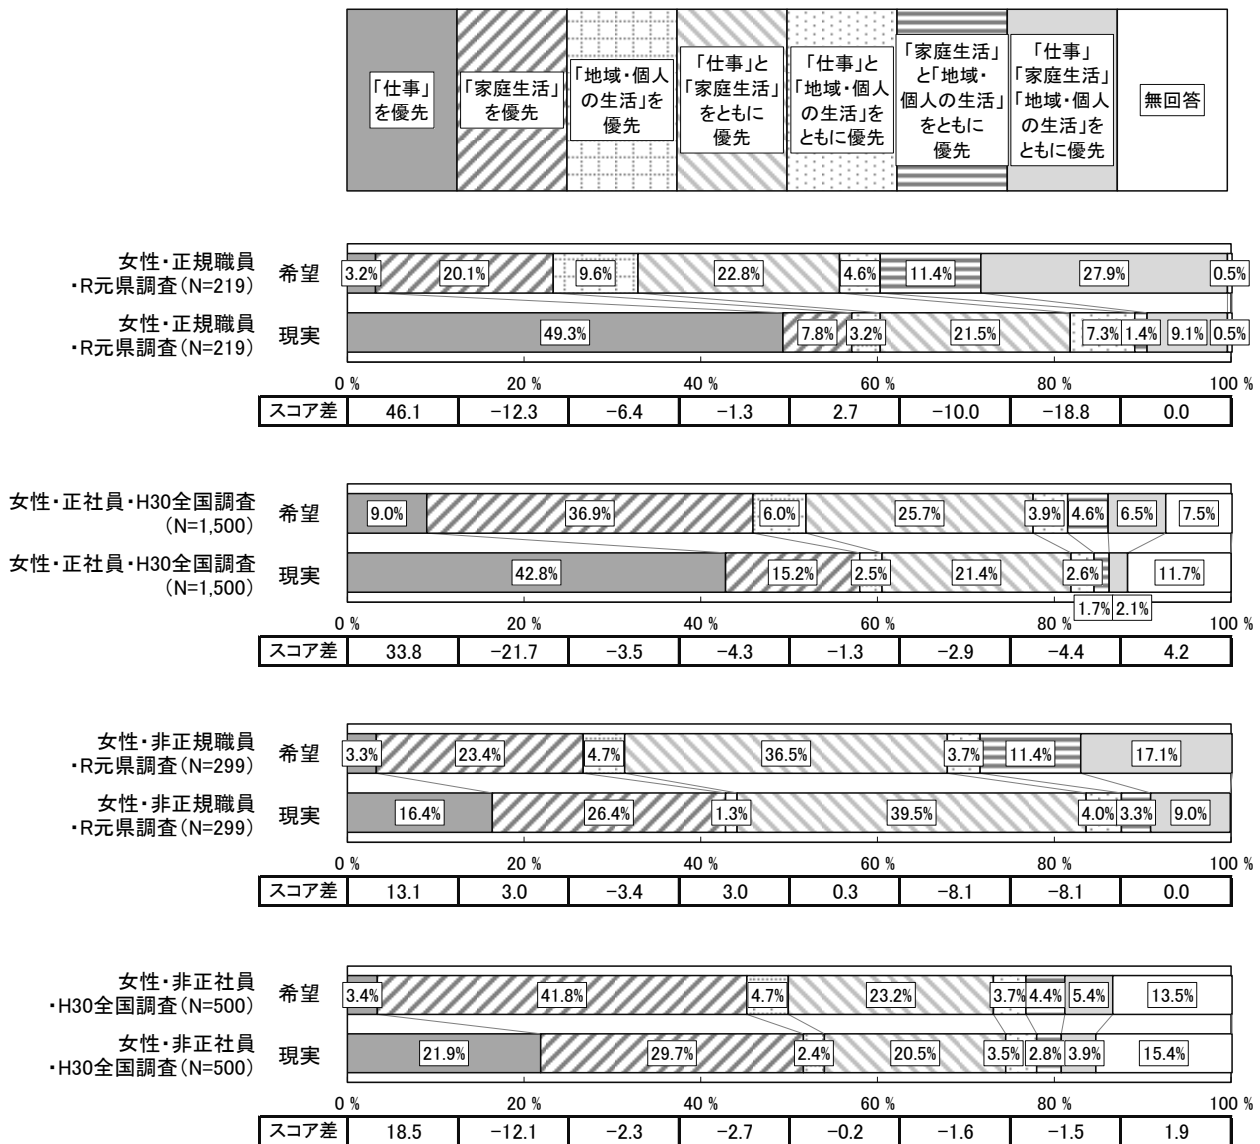 「仕事」
を優先
「家庭生活」
を優先
「地域・個人
の生活」を
優先
「仕事」と
「家庭生活」
をともに
優先
「仕事」と
「地域・個人
の生活」を
ともに優先
「家庭生活」
と「地域・
個人の生活」
をともに
優先
「仕事」
「家庭生活」
「地域・個人
の生活」を
ともに優先
無回答
女性・正規職員
・R元県調査(N=219)
希望
3.2% 20.1% 9.6% 22.8% 4.6% 11.4% 27.9% 0.5%
女性・正規職員
・R元県調査(N=219)
現実
49.3% 7.8% 3.2% 21.5% 7.3% 1.4% 9.1% 0.5%
0 % 20 % 40 % 60 % 80 % 100 %
スコア差 46.1 −12.3 −6.4 −1.3 2.7 −10.0 −18.8 0.0
女性・正社員・H30全国調査
(N=1,500)
希望
9.0% 36.9% 6.0% 25.7% 3.9% 4.6% 6.5% 7.5%
女性・正社員・H30全国調査
(N=1,500)
現実
42.8% 15.2% 2.5% 21.4% 2.6% 11.7%
1.7% 2.1%
0 % 20 % 40 % 60 % 80 % 100 %
スコア差 33.8 −21.7 −3.5 −4.3 −1.3 −2.9 −4.4 4.2
女性・非正規職員
・R元県調査(N=299)
希望
3.3% 23.4% 4.7% 36.5% 3.7% 11.4% 17.1%
女性・非正規職員
・R元県調査(N=299)
現実
16.4% 26.4% 1.3% 39.5% 4.0% 3.3% 9.0%
0 % 20 % 40 % 60 % 80 % 100 %
スコア差 13.1 3.0 −3.4 3.0 0.3 −8.1 −8.1 0.0
女性・非正社員
・H30全国調査(N=500)
希望
3.4% 41.8% 4.7% 23.2% 3.7% 4.4% 5.4% 13.5%
女性・非正社員
・H30全国調査(N=500)
現実
21.9% 29.7% 2.4% 20.5% 3.5% 2.8% 3.9% 15.4%
0 % 20 % 40 % 60 % 80 % 100 %
スコア差 18.5 −12.1 −2.3 −2.7 −0.2 −1.6 −1.5 1.9